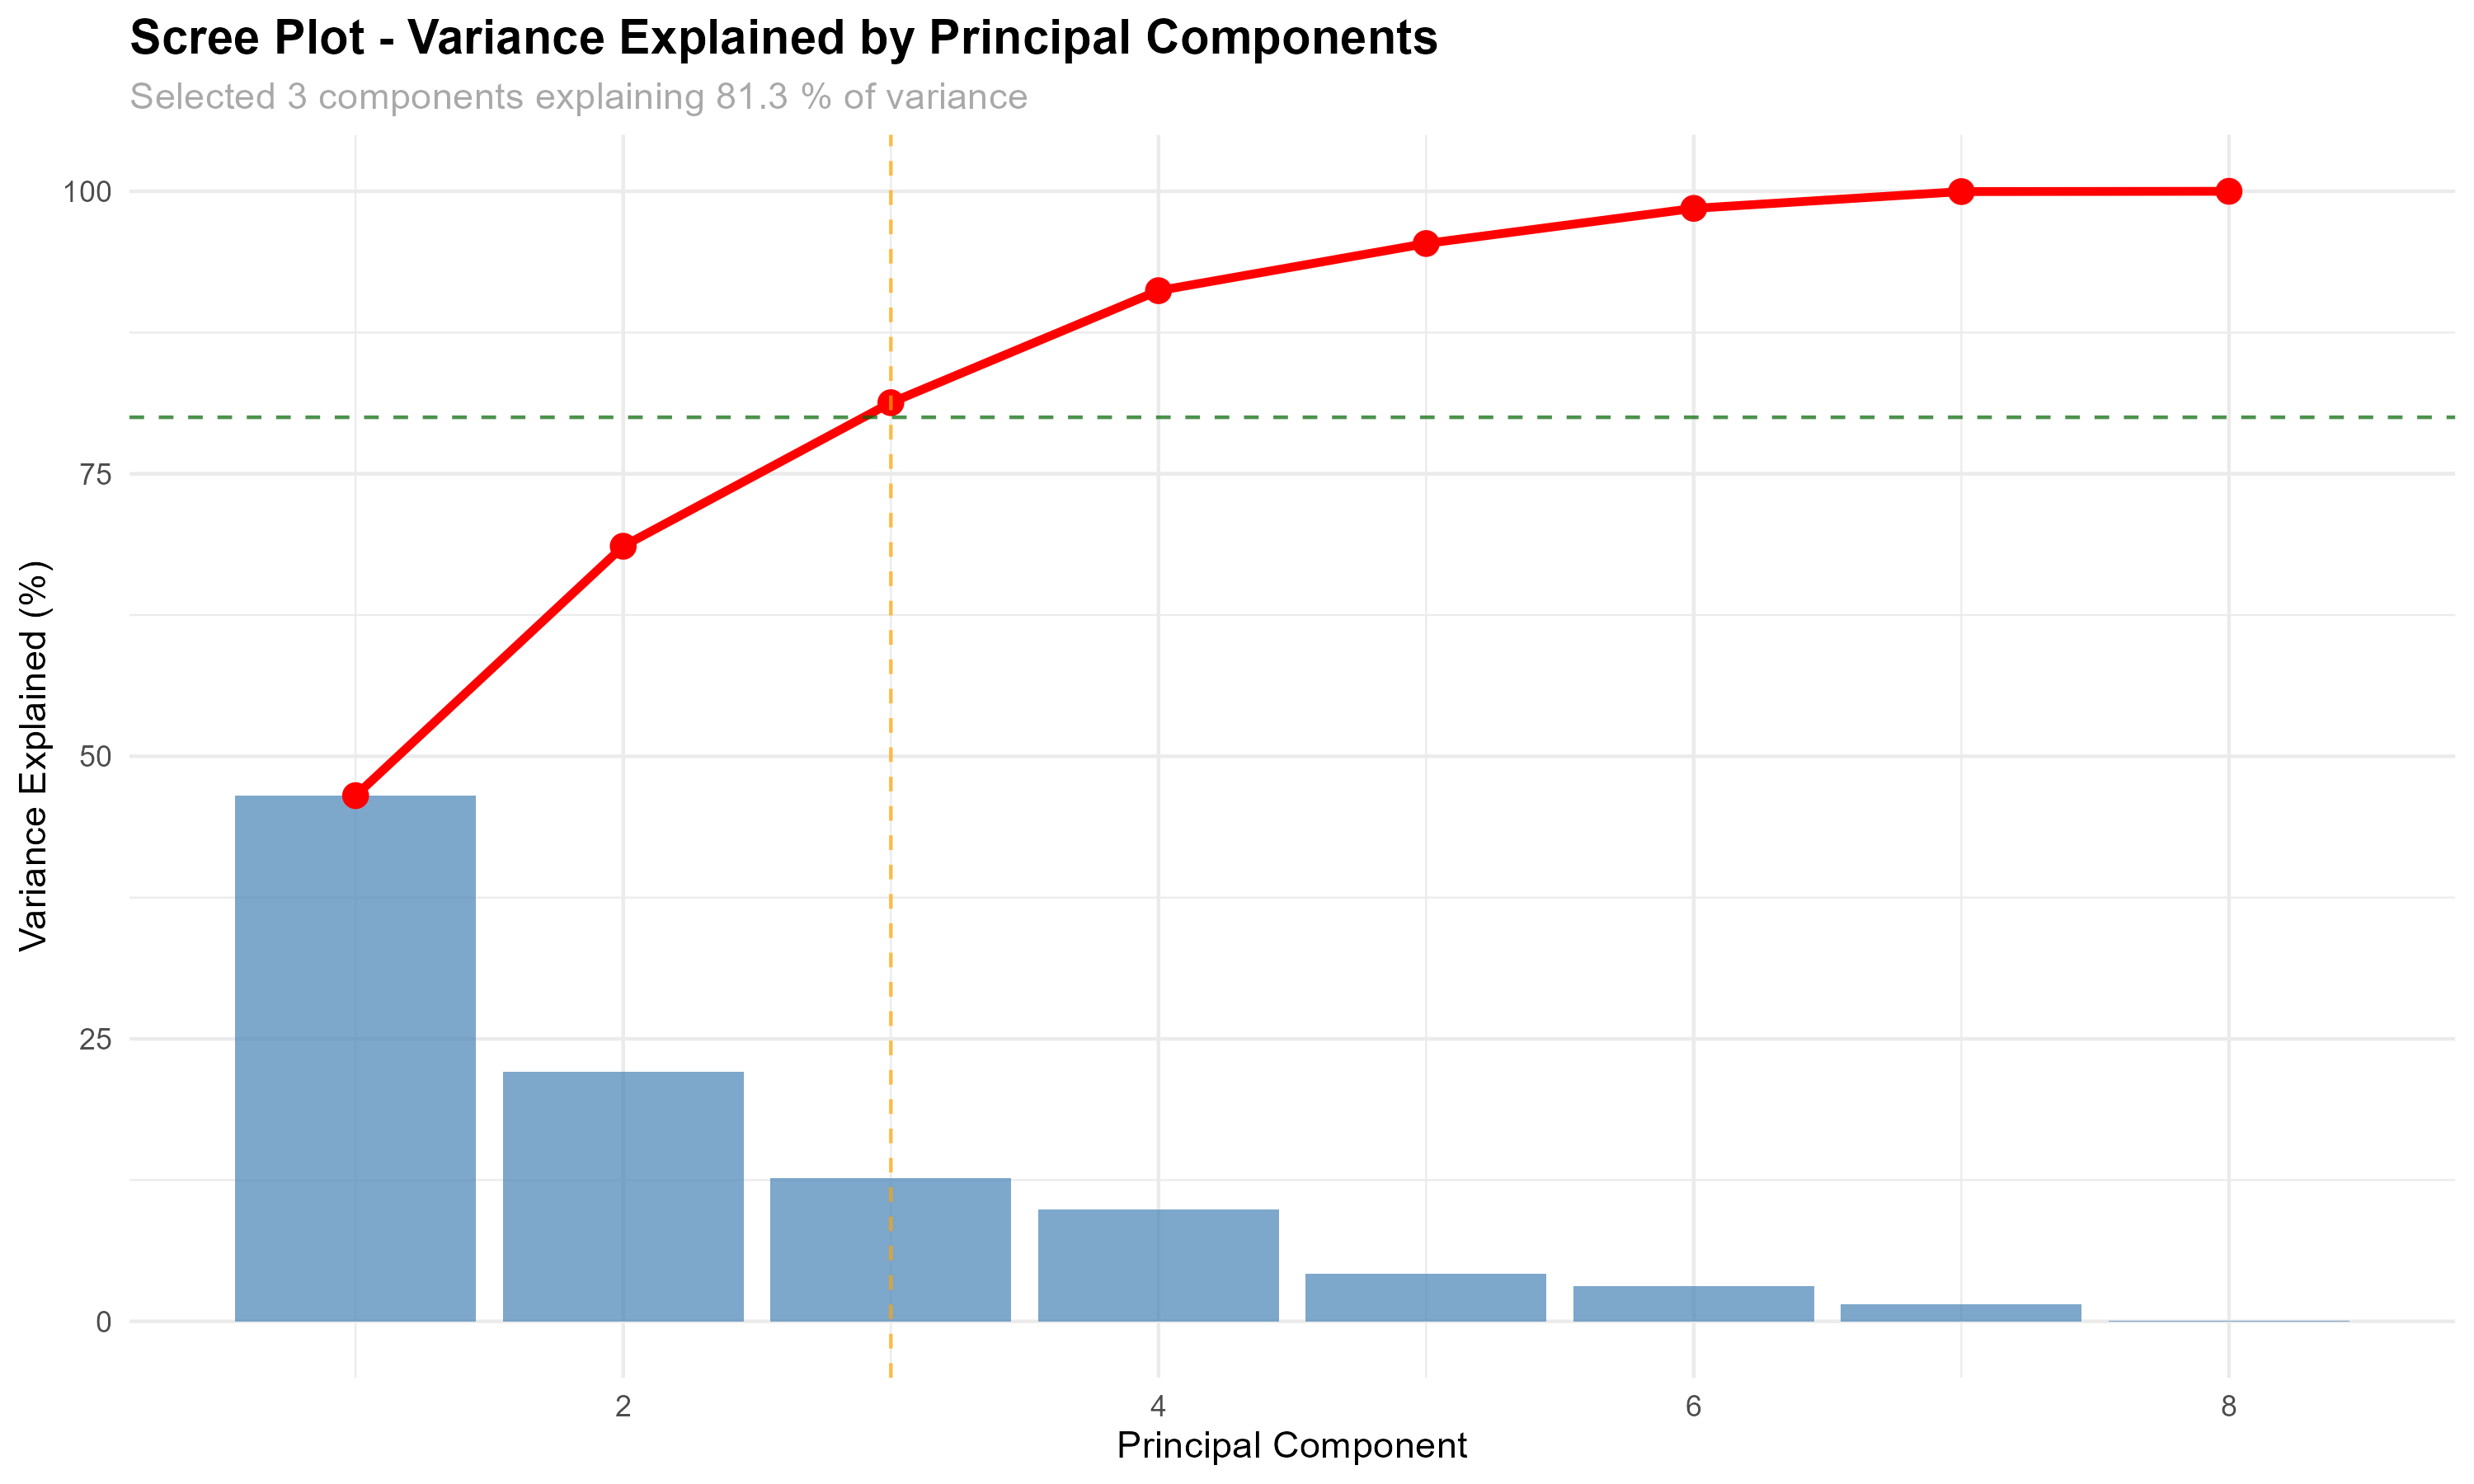 Scree Plot - Variance Explained by Principal Components
Selected 3 components explaining 81.3 % of variance
Variance Explained (%)
100
75
50
25
0
2
4
6
8
Principal Component